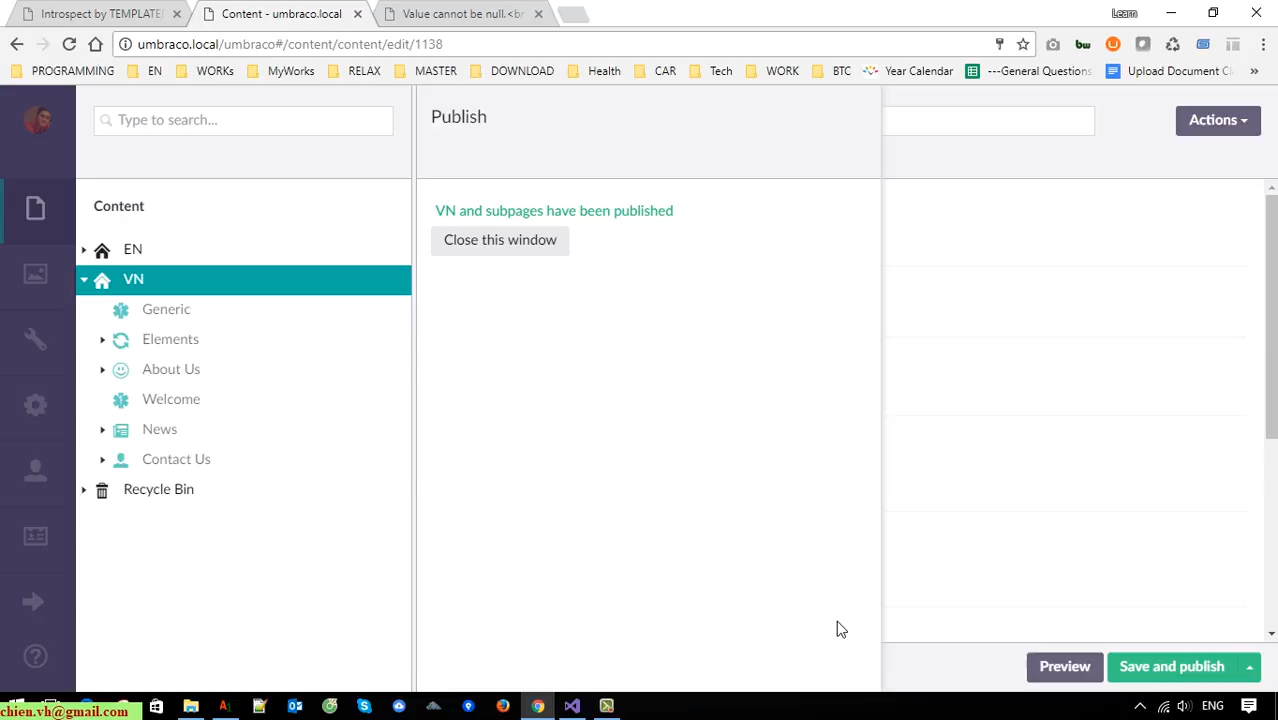 Introspect by TEMPLATE
Content - umbraco.local
Value cannot be null.<br
Learn
umbraco.local/umbraco#/content/content/edit/1138
PROGRAMMING
EN
WORKs
MyWorks
RELAX
MASTER
DOWNLOAD
Health
CAP
Tech
WORK
BTC
Year Calendar
---General Questions
Upload Document
»
Type to search...
Publish
Actions
VN and subpages have been published
Close this window
Content
EN
VN
Generic
Elements
About Us
Welcome
News
Contact Us
Recycle Bin
Preview
Save and publish
chien.vh@gmail.com
ENG